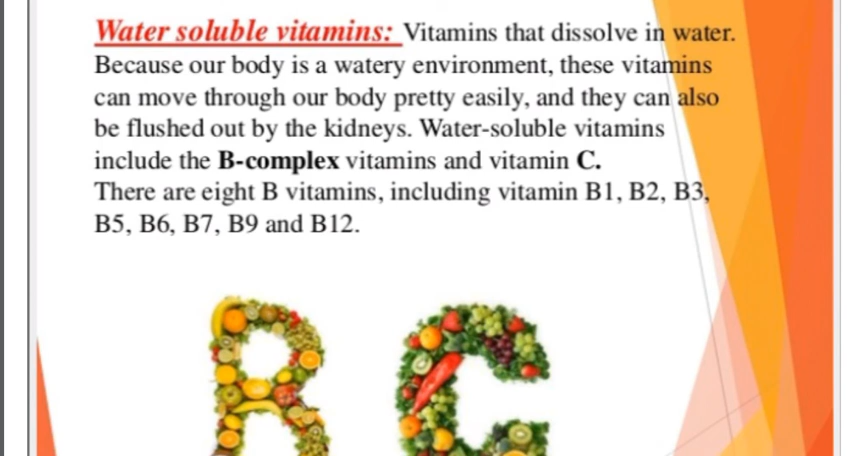 Water soluble vitamins: Vitamins that dissolve in water.
Because our body is a watery environment, these vitamins
can move through our body pretty easily, and they can also
be flushed out by the kidneys. Water-soluble vitamins
include the B-complex vitamins and vitamin C.
There are eight B vitamins, including vitamin B1, B2, B3,
B5, B6, B7, B9 and B12.
B C